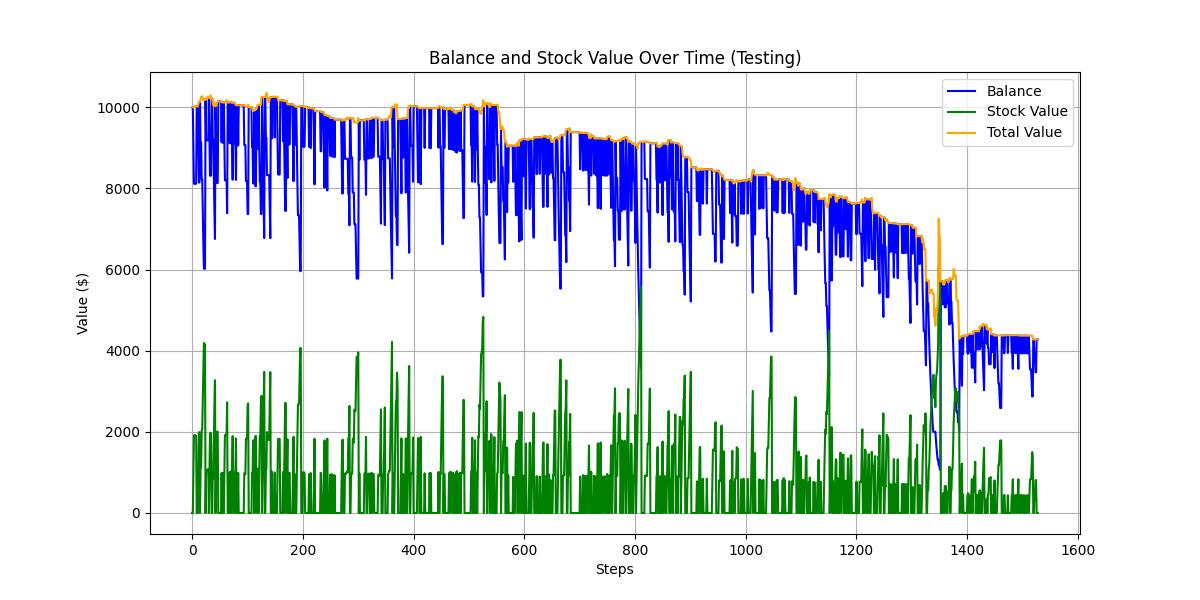 Balance and Stock Value Over Time (Testing)
Balance
Stock Value
Total Value
Value ($)
10000
8000
6000
4000
2000
0
0 200 400 600 800 1000 1200 1400 1600
Steps